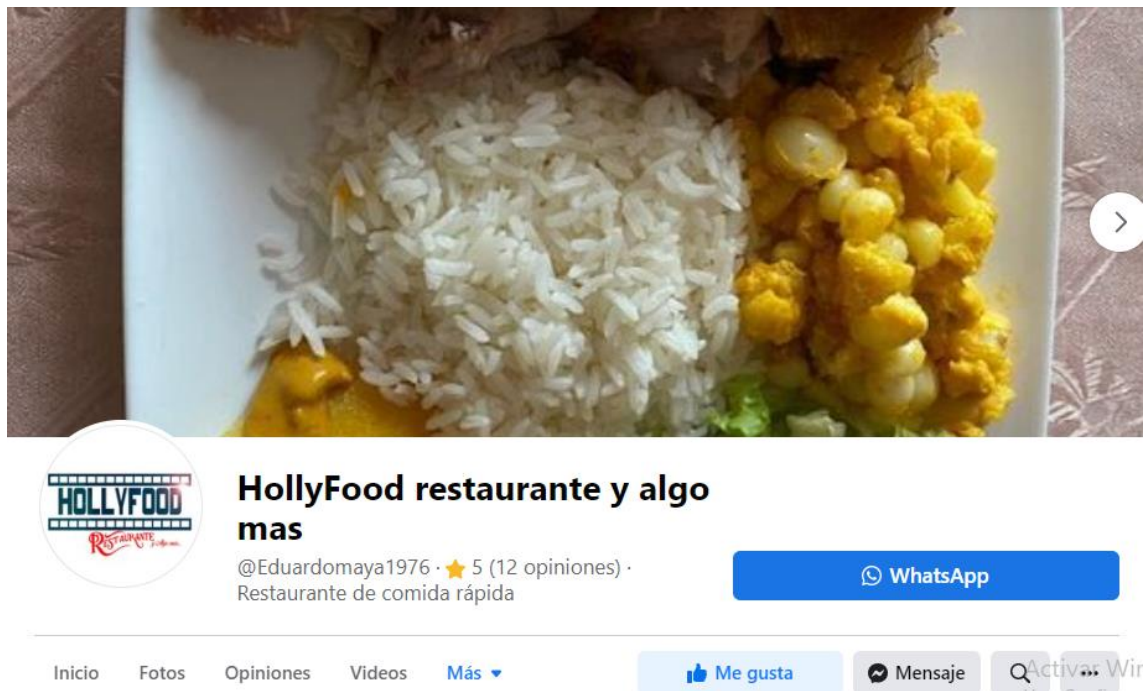 HOLLYFOOD
RESTAURANTE
HollyFood restaurante y algo
mas
@Eduardomaya1976 · 5 (12 opiniones) ·
Restaurante de comida rápida
WhatsApp
Inicio Fotos Opiniones Videos Más Me gusta Mensaje ... Activar Win